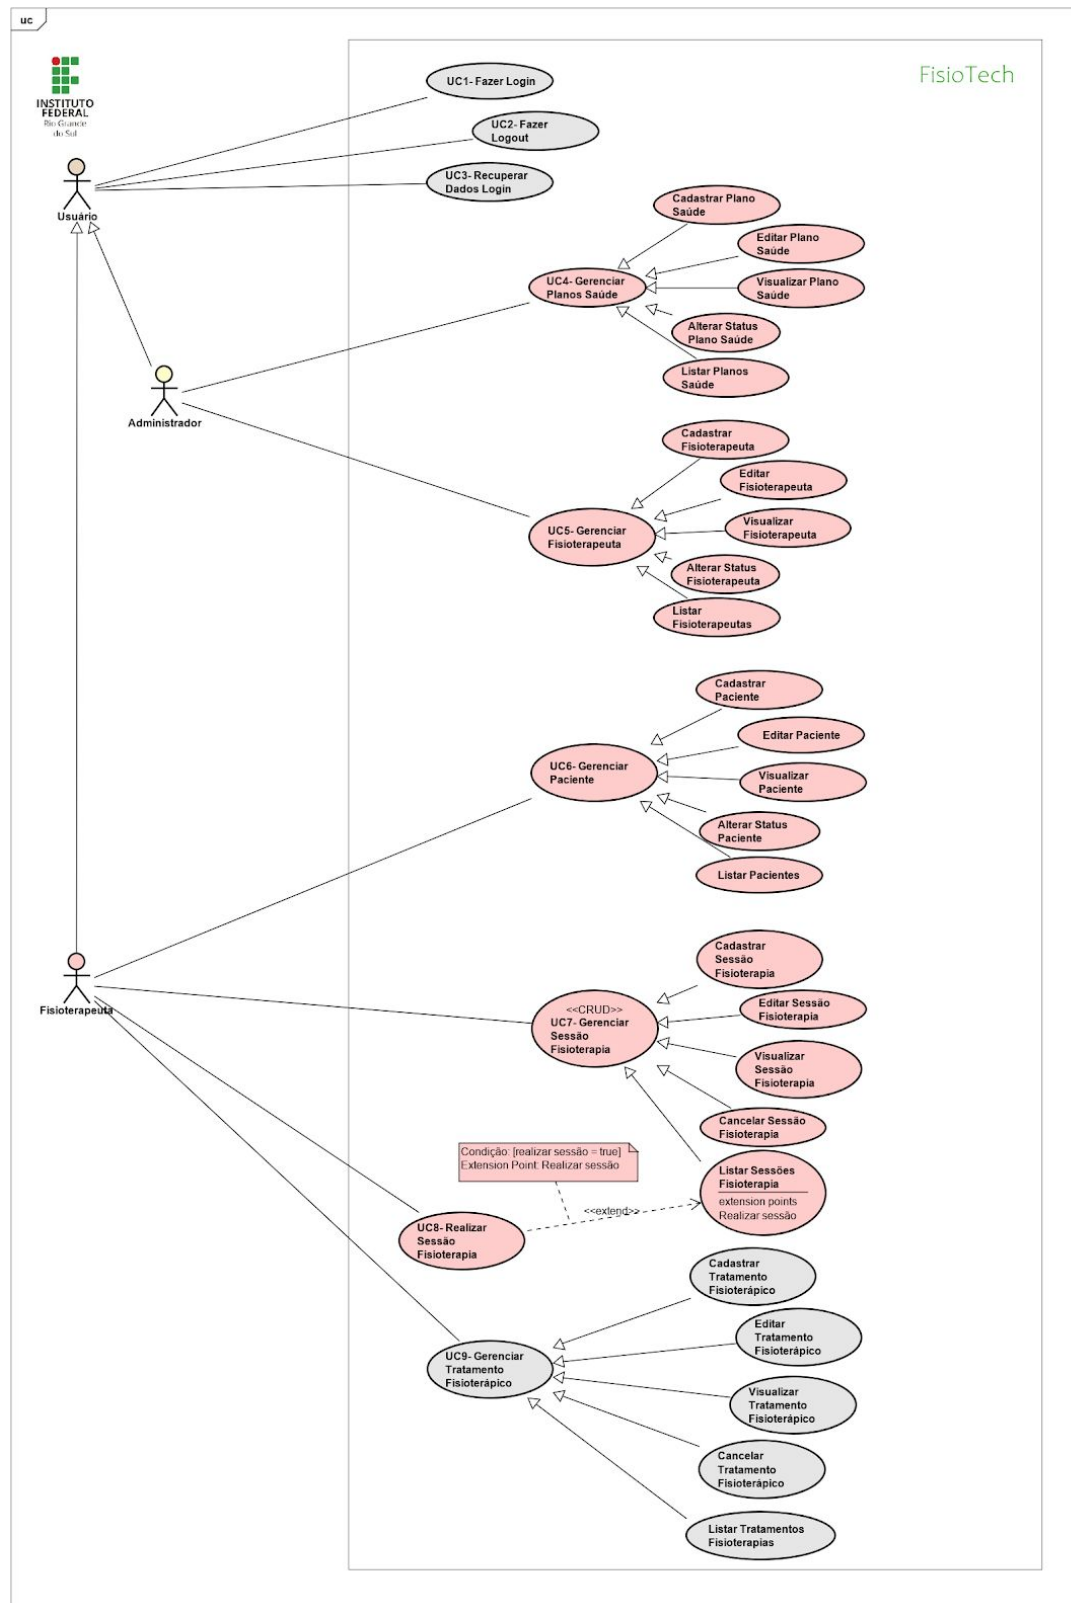 uc
FisioTech
INSTITUTO
FEDERAL
Rio Grande
do Sul
UC1- Fazer Login
UC2- Fazer
Logout
UC3- Recuperar
Dados Login
Usuário
Cadastrar Plano
Saúde
Editar Plano
Saúde
UC4- Gerenciar
Planos Saúde
Visualizar Plano
Saúde
Alterar Status
Plano Saúde
Listar Planos
Saúde
Administrador
Cadastrar
Fisioterapeuta
Editar
Fisioterapeuta
UC5- Gerenciar
Fisioterapeuta
Visualizar
Fisioterapeuta
Alterar Status
Fisioterapeuta
Listar
Fisioterapeutas
Cadastrar
Paciente
Editar Paciente
UC6- Gerenciar
Paciente
Visualizar
Paciente
Alterar Status
Paciente
Listar Pacientes
Cadastrar
Sessão
Fisioterapia
Fisioterapeuta
<<CRUD>>
UC7- Gerenciar
Sessão
Fisioterapia
Editar Sessão
Fisioterapia
Visualizar
Sessão
Fisioterapia
Cancelar Sessão
Fisioterapia
Condição: [realizar sessão = true]
Extension Point: Realizar sessão
Listar Sessões
Fisioterapia
extension points
Realizar sessão
<<extend>>
UC8- Realizar
Sessão
Fisioterapia
Cadastrar
Tratamento
Fisioterápico
Editar
Tratamento
Fisioterápico
UC9- Gerenciar
Tratamento
Fisioterápico
Visualizar
Tratamento
Fisioterápico
Cancelar
Tratamento
Fisioterápico
Listar Tratamentos
Fisioterapias